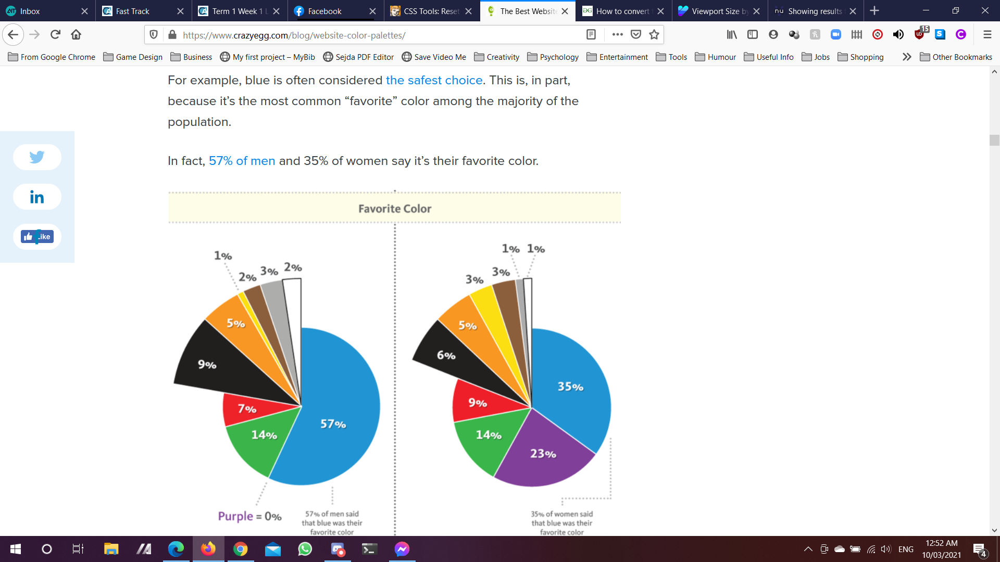 Inbox
Fast Track
Term 1 Week 1 L
Facebook
CSS Tools: Reset
The Best Website
How to convert
Viewport Size by
Showing results
https://www.crazyegg.com/blog/website-color-palettes/
15
From Google Chrome
Game Design
Business
My first project – MyBib
Sejda PDF Editor
Save Video Me
Creativity
Psychology
Entertainment
Tools
Humour
Useful Info
Jobs
Shopping
Other Bookmarks
For example, blue is often considered the safest choice. This is, in part,
because it’s the most common “favorite” color among the majority of the
population.
In fact, 57% of men and 35% of women say it’s their favorite color.
in
Like
Favorite Color
1%
2%
3%
2%
5%
9%
7%
14%
57%
Purple = 0%
57% of men said
that blue was their
favorite color
1%
1%
3%
3%
5%
6%
9%
14%
23%
35%
35% of women said
that blue was their
favorite color
ENG
12:52 AM
10/03/2021
4